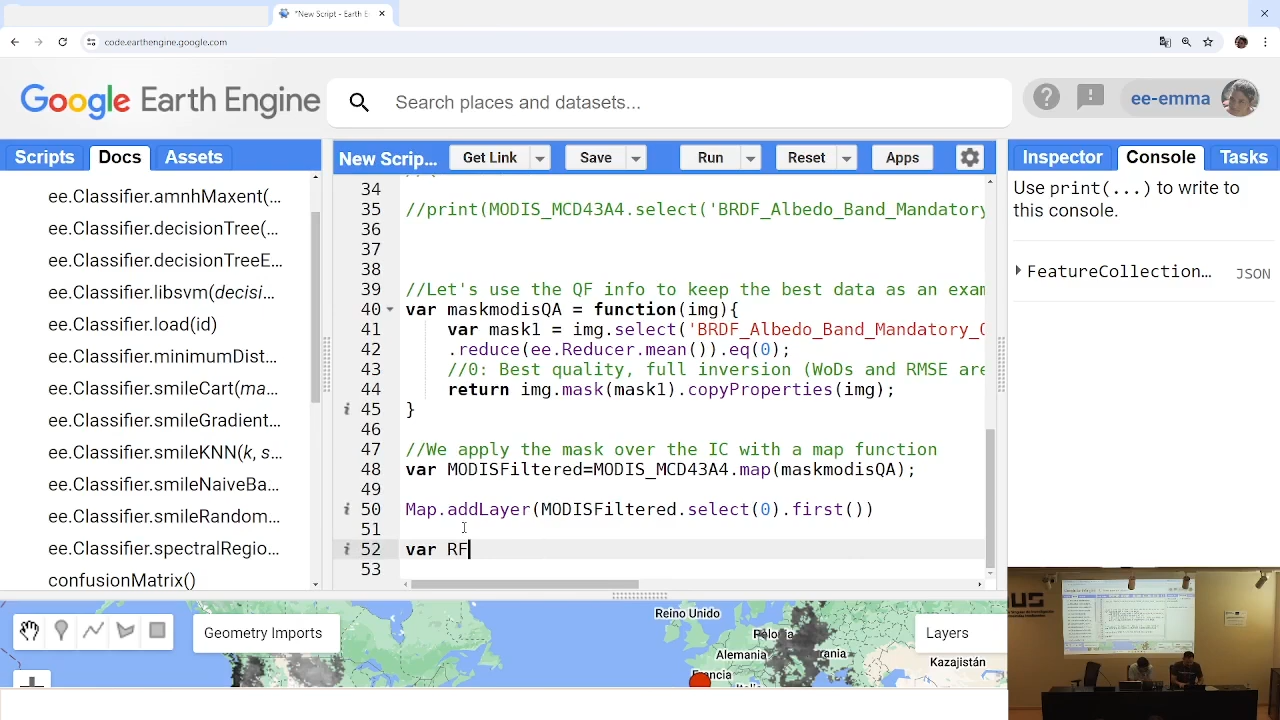 *New Script - Earth E
code.earthengine.google.com
Google Earth Engine
Search places and datasets...
ee-emma
Scripts
Docs
Assets
New Scrip...
Get Link
Save
Run
Reset
Apps
Inspector
Console
Tasks
ee.Classifier.amnhMaxent(...
ee.Classifier.decisionTree(...
ee.Classifier.decisionTreeE...
ee.Classifier.libsvm(decisi...
ee.Classifier.load(id)
ee.Classifier.minimumDist...
ee.Classifier.smileCart(ma...
ee.Classifier.smileGradient...
ee.Classifier.smileKNN(k, s...
ee.Classifier.smileNaiveBa...
ee.Classifier.smileRandom...
ee.Classifier.spectralRegio...
confusionMatrix()
34
35 //print(MODIS_MCD43A4.select('BRDF_Albedo_Band_Mandatory
36
37
38
39 //Let's use the QF info to keep the best data as an exam
40 var maskmodisQA = function(img){
41 var mask1 = img.select('BRDF_Albedo_Band_Mandatory_Q
42 .reduce(ee.Reducer.mean()).eq(0);
43 //0: Best quality, full inversion (WoDs and RMSE are
44 return img.mask(mask1).copyProperties(img);
45 }
46
47 //We apply the mask over the IC with a map function
48 var MODISFiltered=MODIS_MCD43A4.map(maskmodisQA);
49
50 Map.addLayer(MODISFiltered.select(0).first())
51
52 var RF
53
Use print(...) to write to
this console.
FeatureCollection...
JSON
Geometry Imports
Layers
Reino Unido
Polonia
Alemania
rania
Francia
Kazajistán